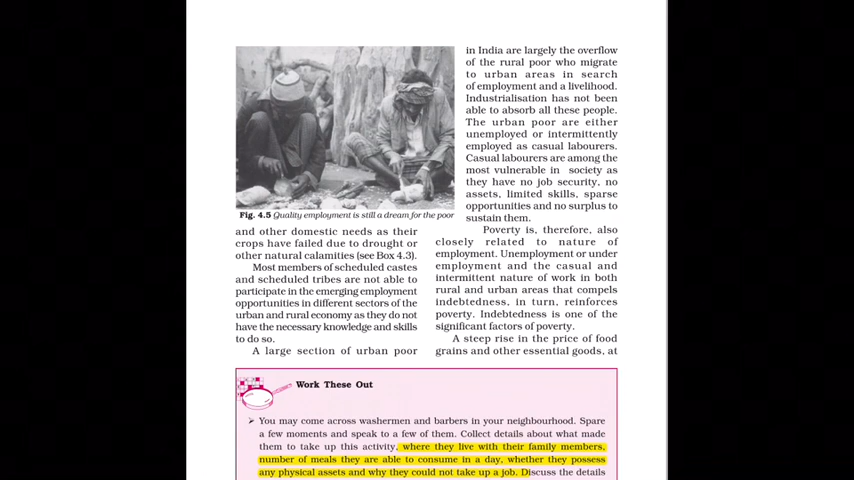 Fig. 4.5 Quality employment is still a dream for the poor
and other domestic needs as their
crops have failed due to drought or
other natural calamities (see Box 4.3).
Most members of scheduled castes
and scheduled tribes are not able to
participate in the emerging employment
opportunities in different sectors of the
urban and rural economy as they do not
have the necessary knowledge and skills
to do so.
A large section of urban poor
in India are largely the overflow
of the rural poor who migrate
to urban areas in search
of employment and a livelihood.
Industrialisation has not been
able to absorb all these people.
The urban poor are either
unemployed or intermittently
employed as casual labourers.
Casual labourers are among the
most vulnerable in society as
they have no job security, no
assets, limited skills, sparse
opportunities and no surplus to
sustain them.
Poverty is, therefore, also
closely related to nature of
employment. Unemployment or under
employment and the casual and
intermittent nature of work in both
rural and urban areas that compels
indebtedness, in turn, reinforces
poverty. Indebtedness is one of the
significant factors of poverty.
A steep rise in the price of food
grains and other essential goods, at
Work These Out
➢ You may come across washermen and barbers in your neighbourhood. Spare
a few moments and speak to a few of them. Collect details about what made
them to take up this activity, where they live with their family members,
number of meals they are able to consume in a day, whether they possess
any physical assets and why they could not take up a job. Discuss the details